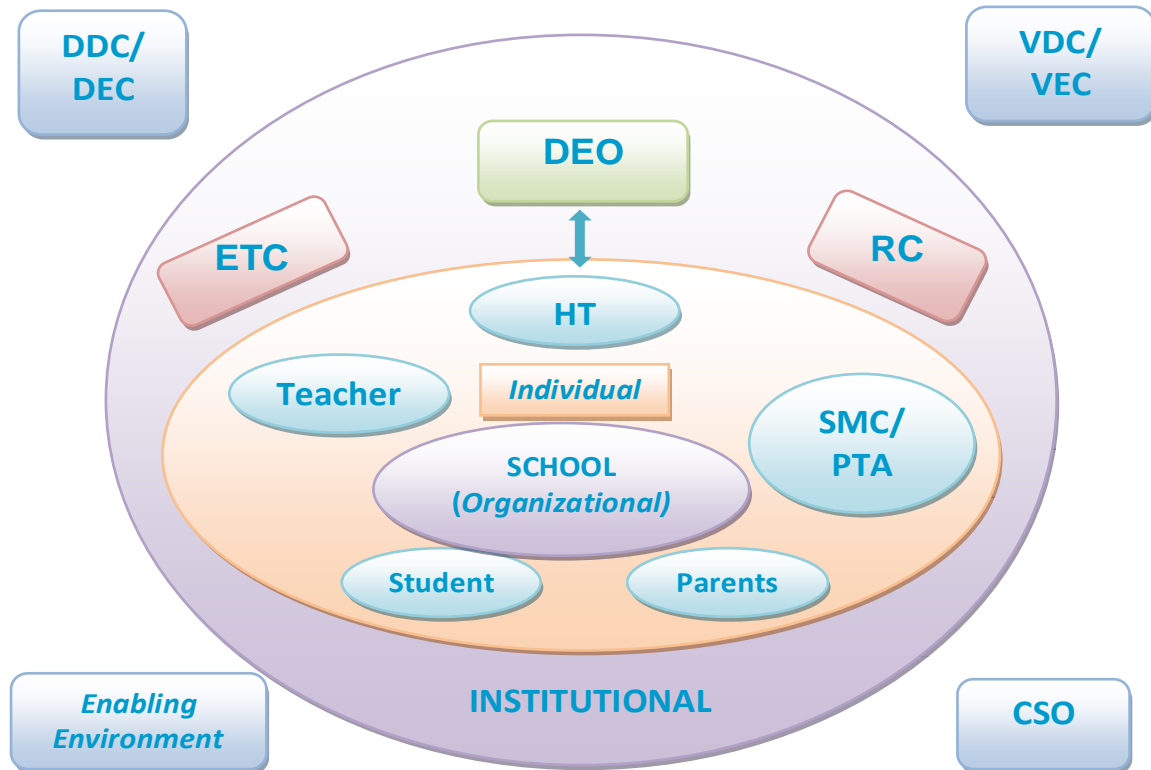 DDC/
DEC
VDC/
VEC
DEO
ETC
RC
HT
Teacher
Individual
SMC/
PTA
SCHOOL
(Organizational)
Student
Parents
INSTITUTIONAL
Enabling
Environment
CSO